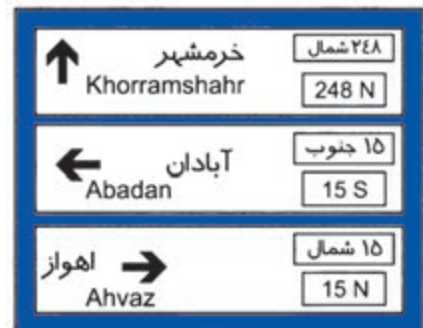 خرمشهر
۲۴۸ شمال
Khorramshahr
248 N
آبادان
۱۵ جنوب
Abadan
15 S
اهواز
۱۵ شمال
Ahvaz
15 N